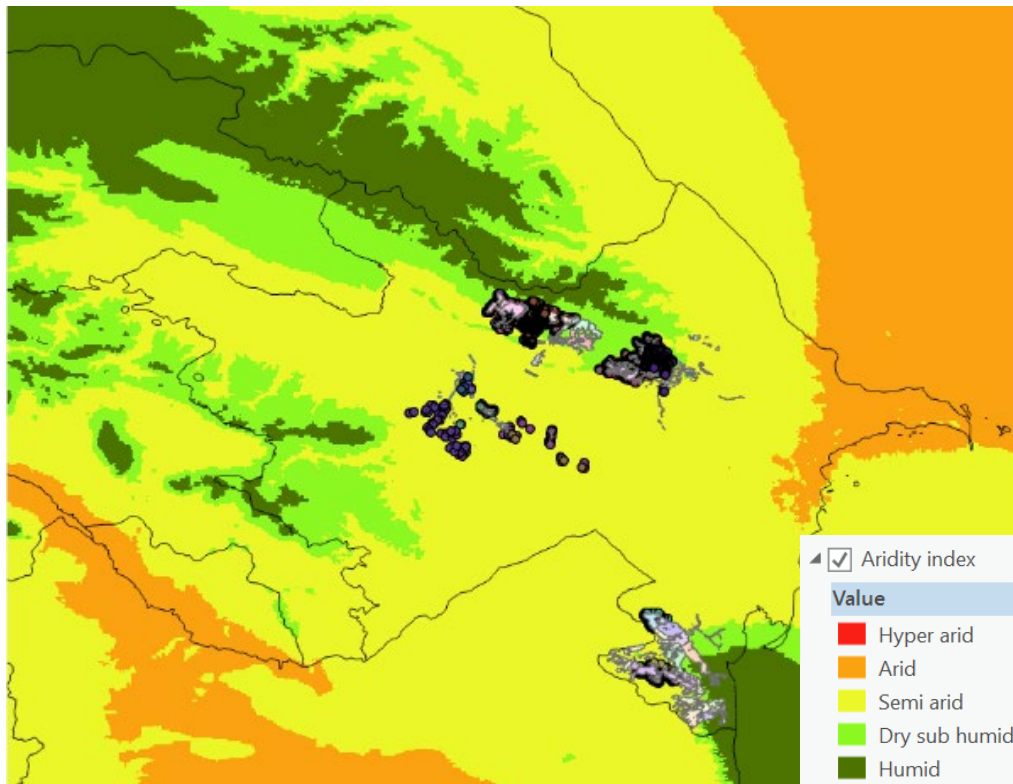 Aridity index
Value
Hyper arid
Arid
Semi arid
Dry sub humid
Humid